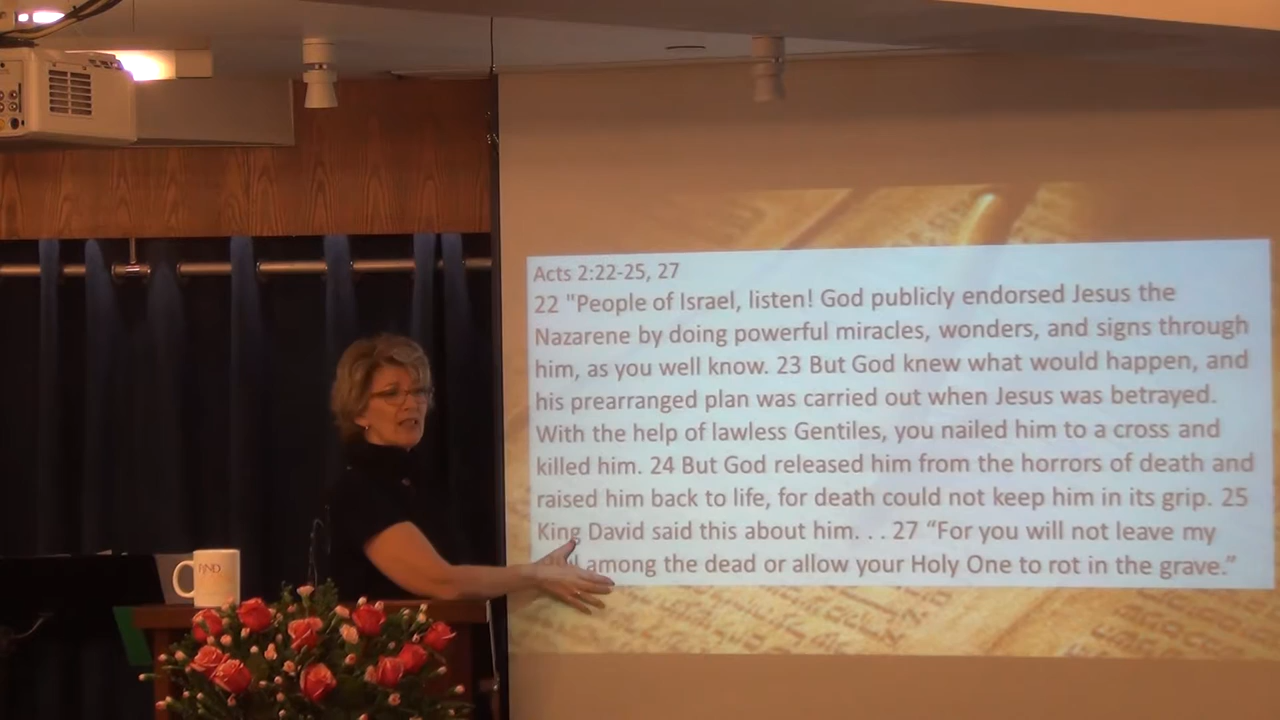 Acts 2:22-25, 27
22 "People of Israel, listen! God publicly endorsed Jesus the
Nazarene by doing powerful miracles, wonders, and signs through
him, as you well know. 23 But God knew what would happen, and
his prearranged plan was carried out when Jesus was betrayed.
With the help of lawless Gentiles, you nailed him to a cross and
killed him. 24 But God released him from the horrors of death and
raised him back to life, for death could not keep him in its grip. 25
King David said this about him. . . 27 “For you will not leave my
among the dead or allow your Holy One to rot in the grave.”